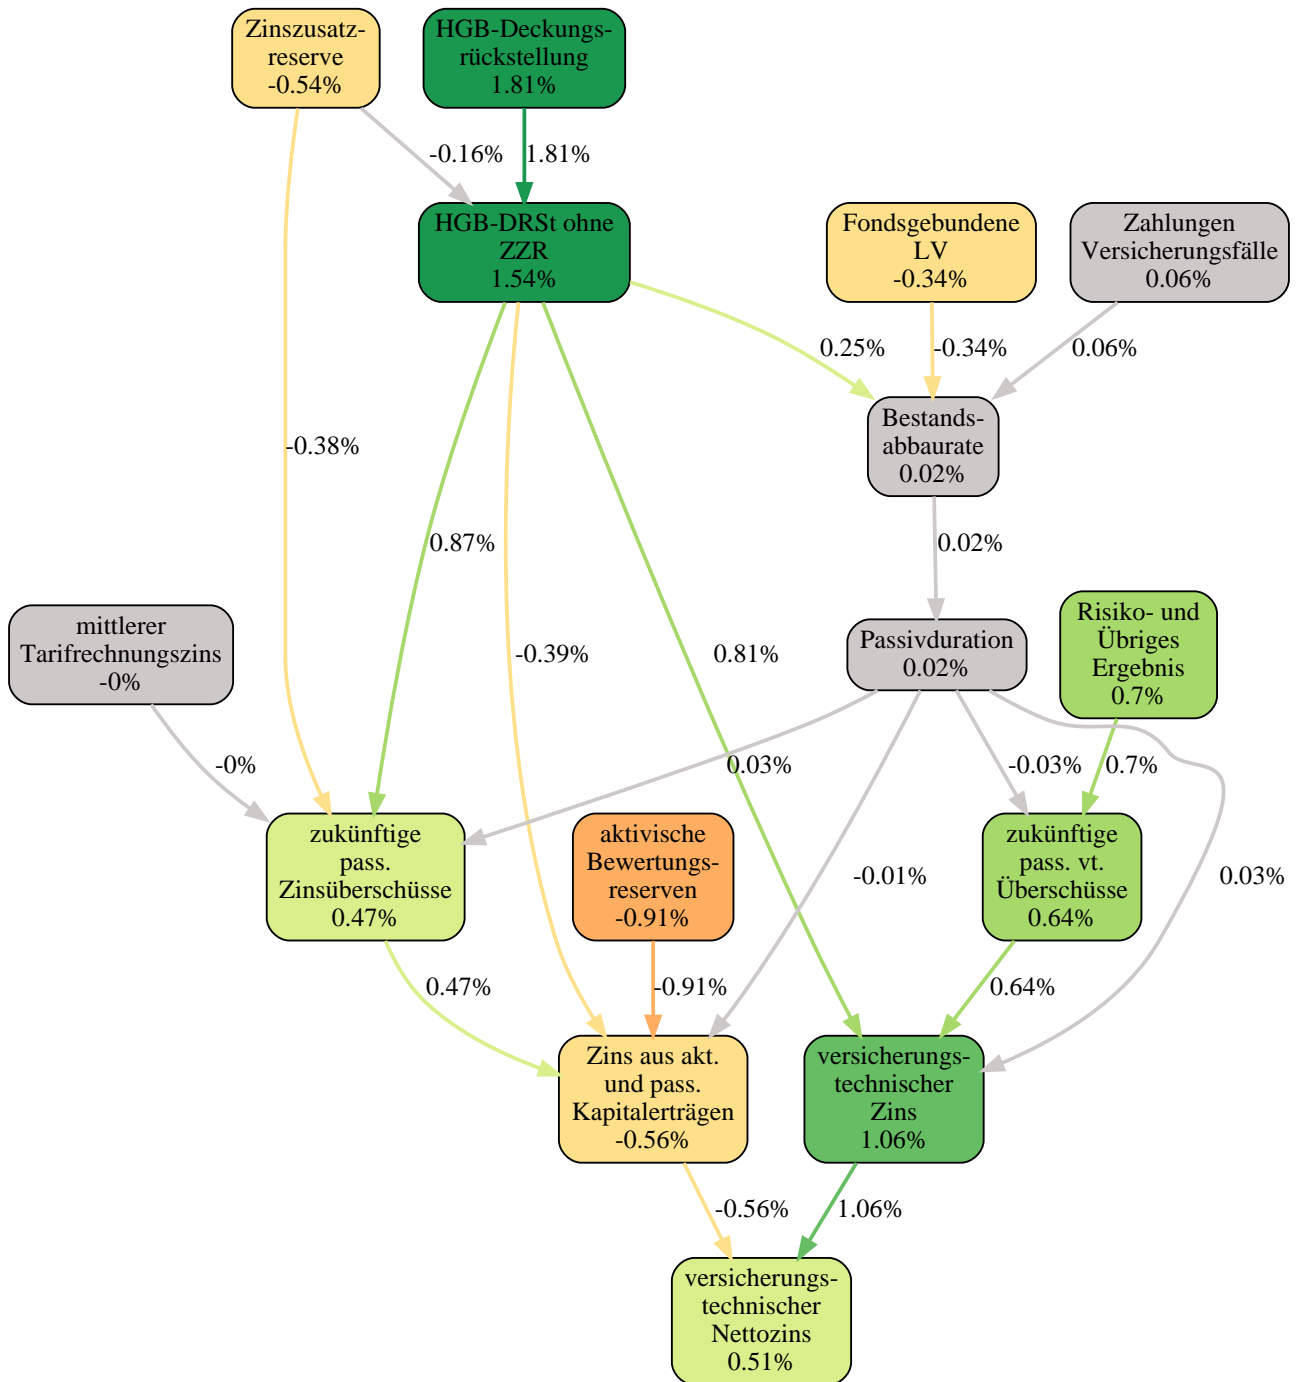 Zinszusatz-
reserve
-0.54%
HGB-Deckungs-
rückstellung
1.81%
-0.16%
1.81%
HGB-DRSt ohne
ZZR
1.54%
Fondsgebundene
LV
-0.34%
Zahlungen
Versicherungsfälle
0.06%
0.25%
-0.34%
0.06%
Bestands-
abbaurate
0.02%
-0.38%
0.87%
0.02%
mittlerer
Tarifrechnungszins
-0%
-0.39%
0.81%
Passivduration
0.02%
Risiko- und
Übriges
Ergebnis
0.7%
-0%
0.03%
-0.03%
0.7%
zukünftige
pass.
Zinsüberschüsse
0.47%
aktivische
Bewertungs-
reserven
-0.91%
-0.01%
zukünftige
pass. vt.
Überschüsse
0.64%
0.03%
0.47%
-0.91%
0.64%
Zins aus akt.
und pass.
Kapitalerträgen
-0.56%
versicherungs-
technischer
Zins
1.06%
-0.56%
1.06%
versicherungs-
technischer
Nettozins
0.51%